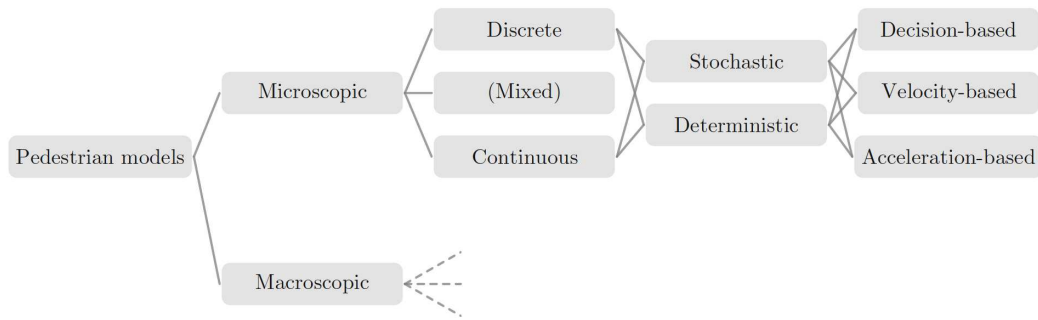 Pedestrian models
Microscopic
Macroscopic
Discrete
(Mixed)
Continuous
Stochastic
Deterministic
Decision-based
Velocity-based
Acceleration-based